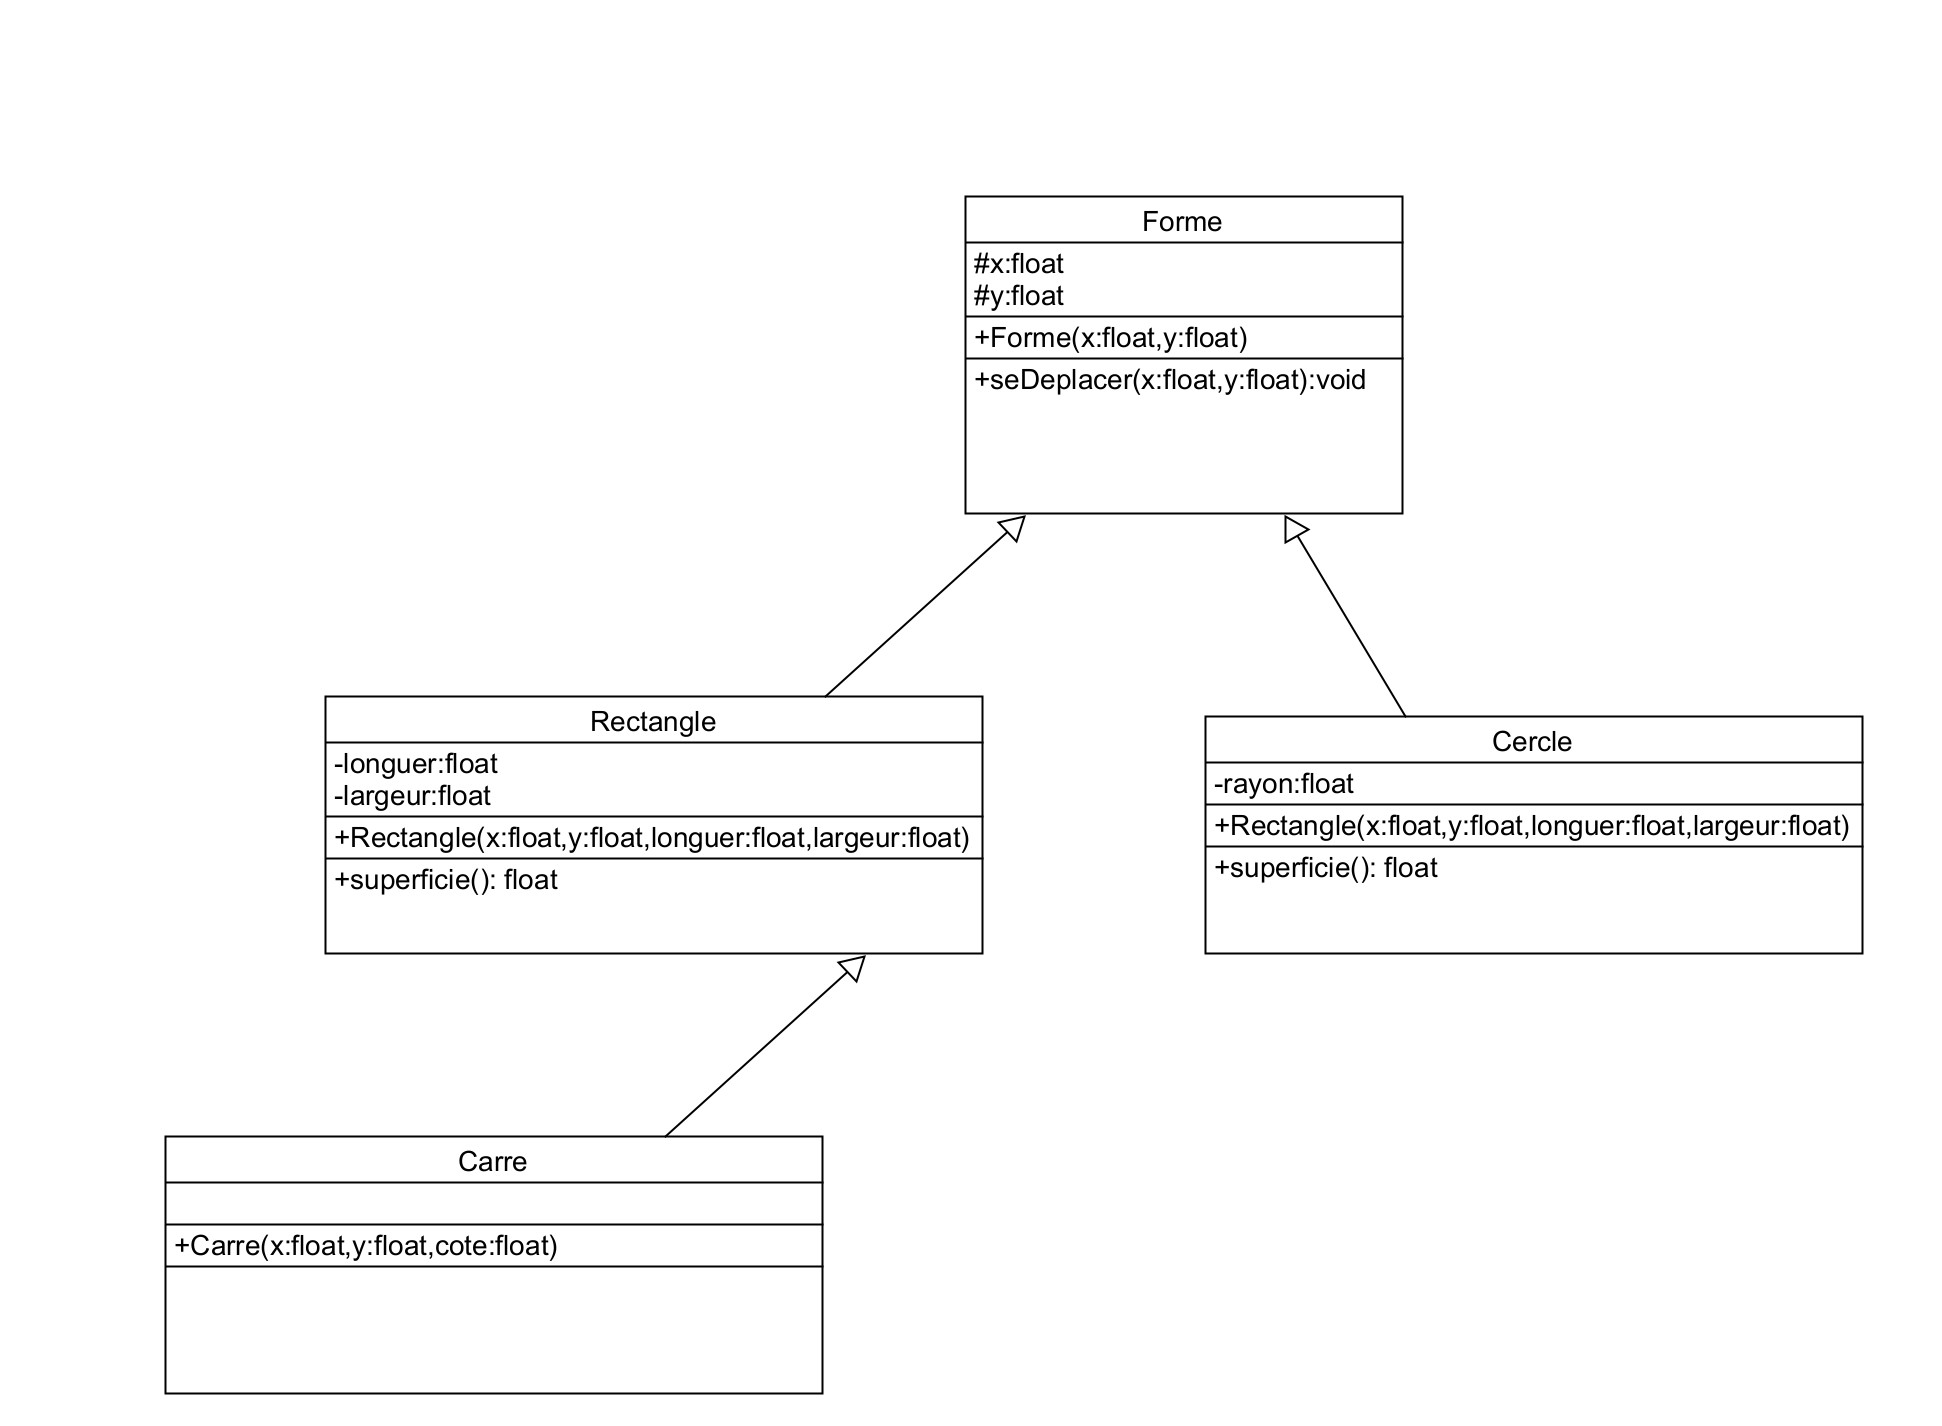 Forme
#x:float
#y:float
+Forme(x:float,y:float)
+seDeplacer(x:float,y:float):void
Rectangle
-longuer:float
-largeur:float
+Rectangle(x:float,y:float,longuer:float,largeur:float)
+superficie(): float
Cercle
-rayon:float
+Rectangle(x:float,y:float,longuer:float,largeur:float)
+superficie(): float
Carre
+Carre(x:float,y:float,cote:float)